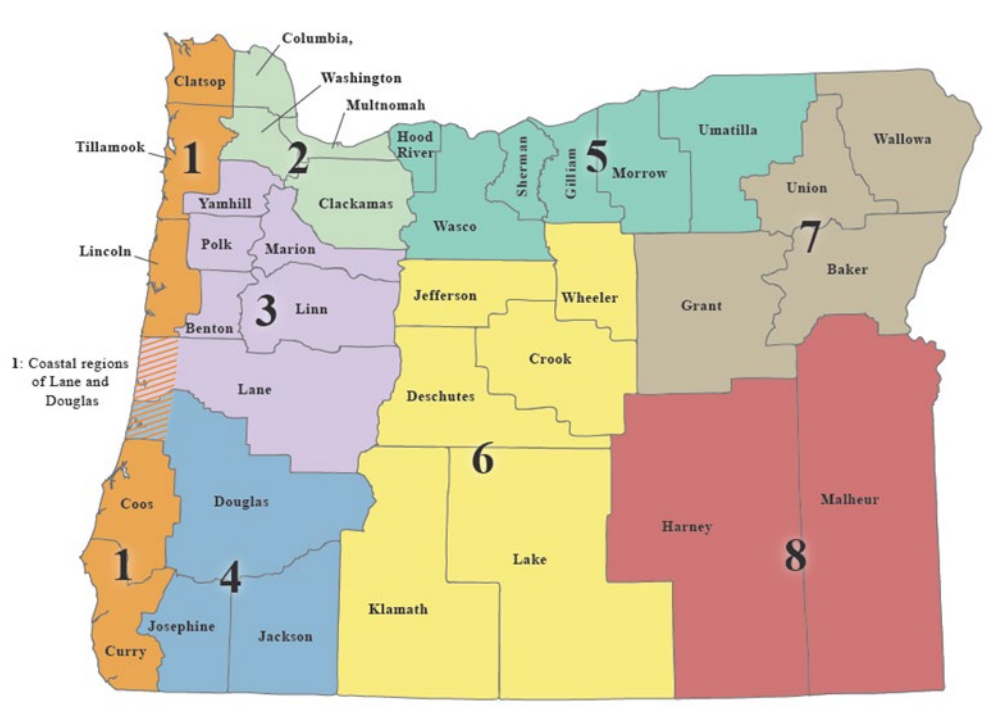 Columbia,
Clatsop
Washington
Multnomah
Tillamook
1
2
Hood
River
Sherman
Gilliam
5
Morrow
Umatilla
Wallowa
Union
Yamhill
Clackamas
Wasco
7
Lincoln
Polk
Marion
Baker
Jefferson
Wheeler
Grant
Benton
3
Linn
1: Coastal regions
of Lane and
Douglas
Lane
Crook
Deschutes
6
Coos
Douglas
Harney
Malheur
1
4
Lake
8
Klamath
Josephine
Jackson
Curry